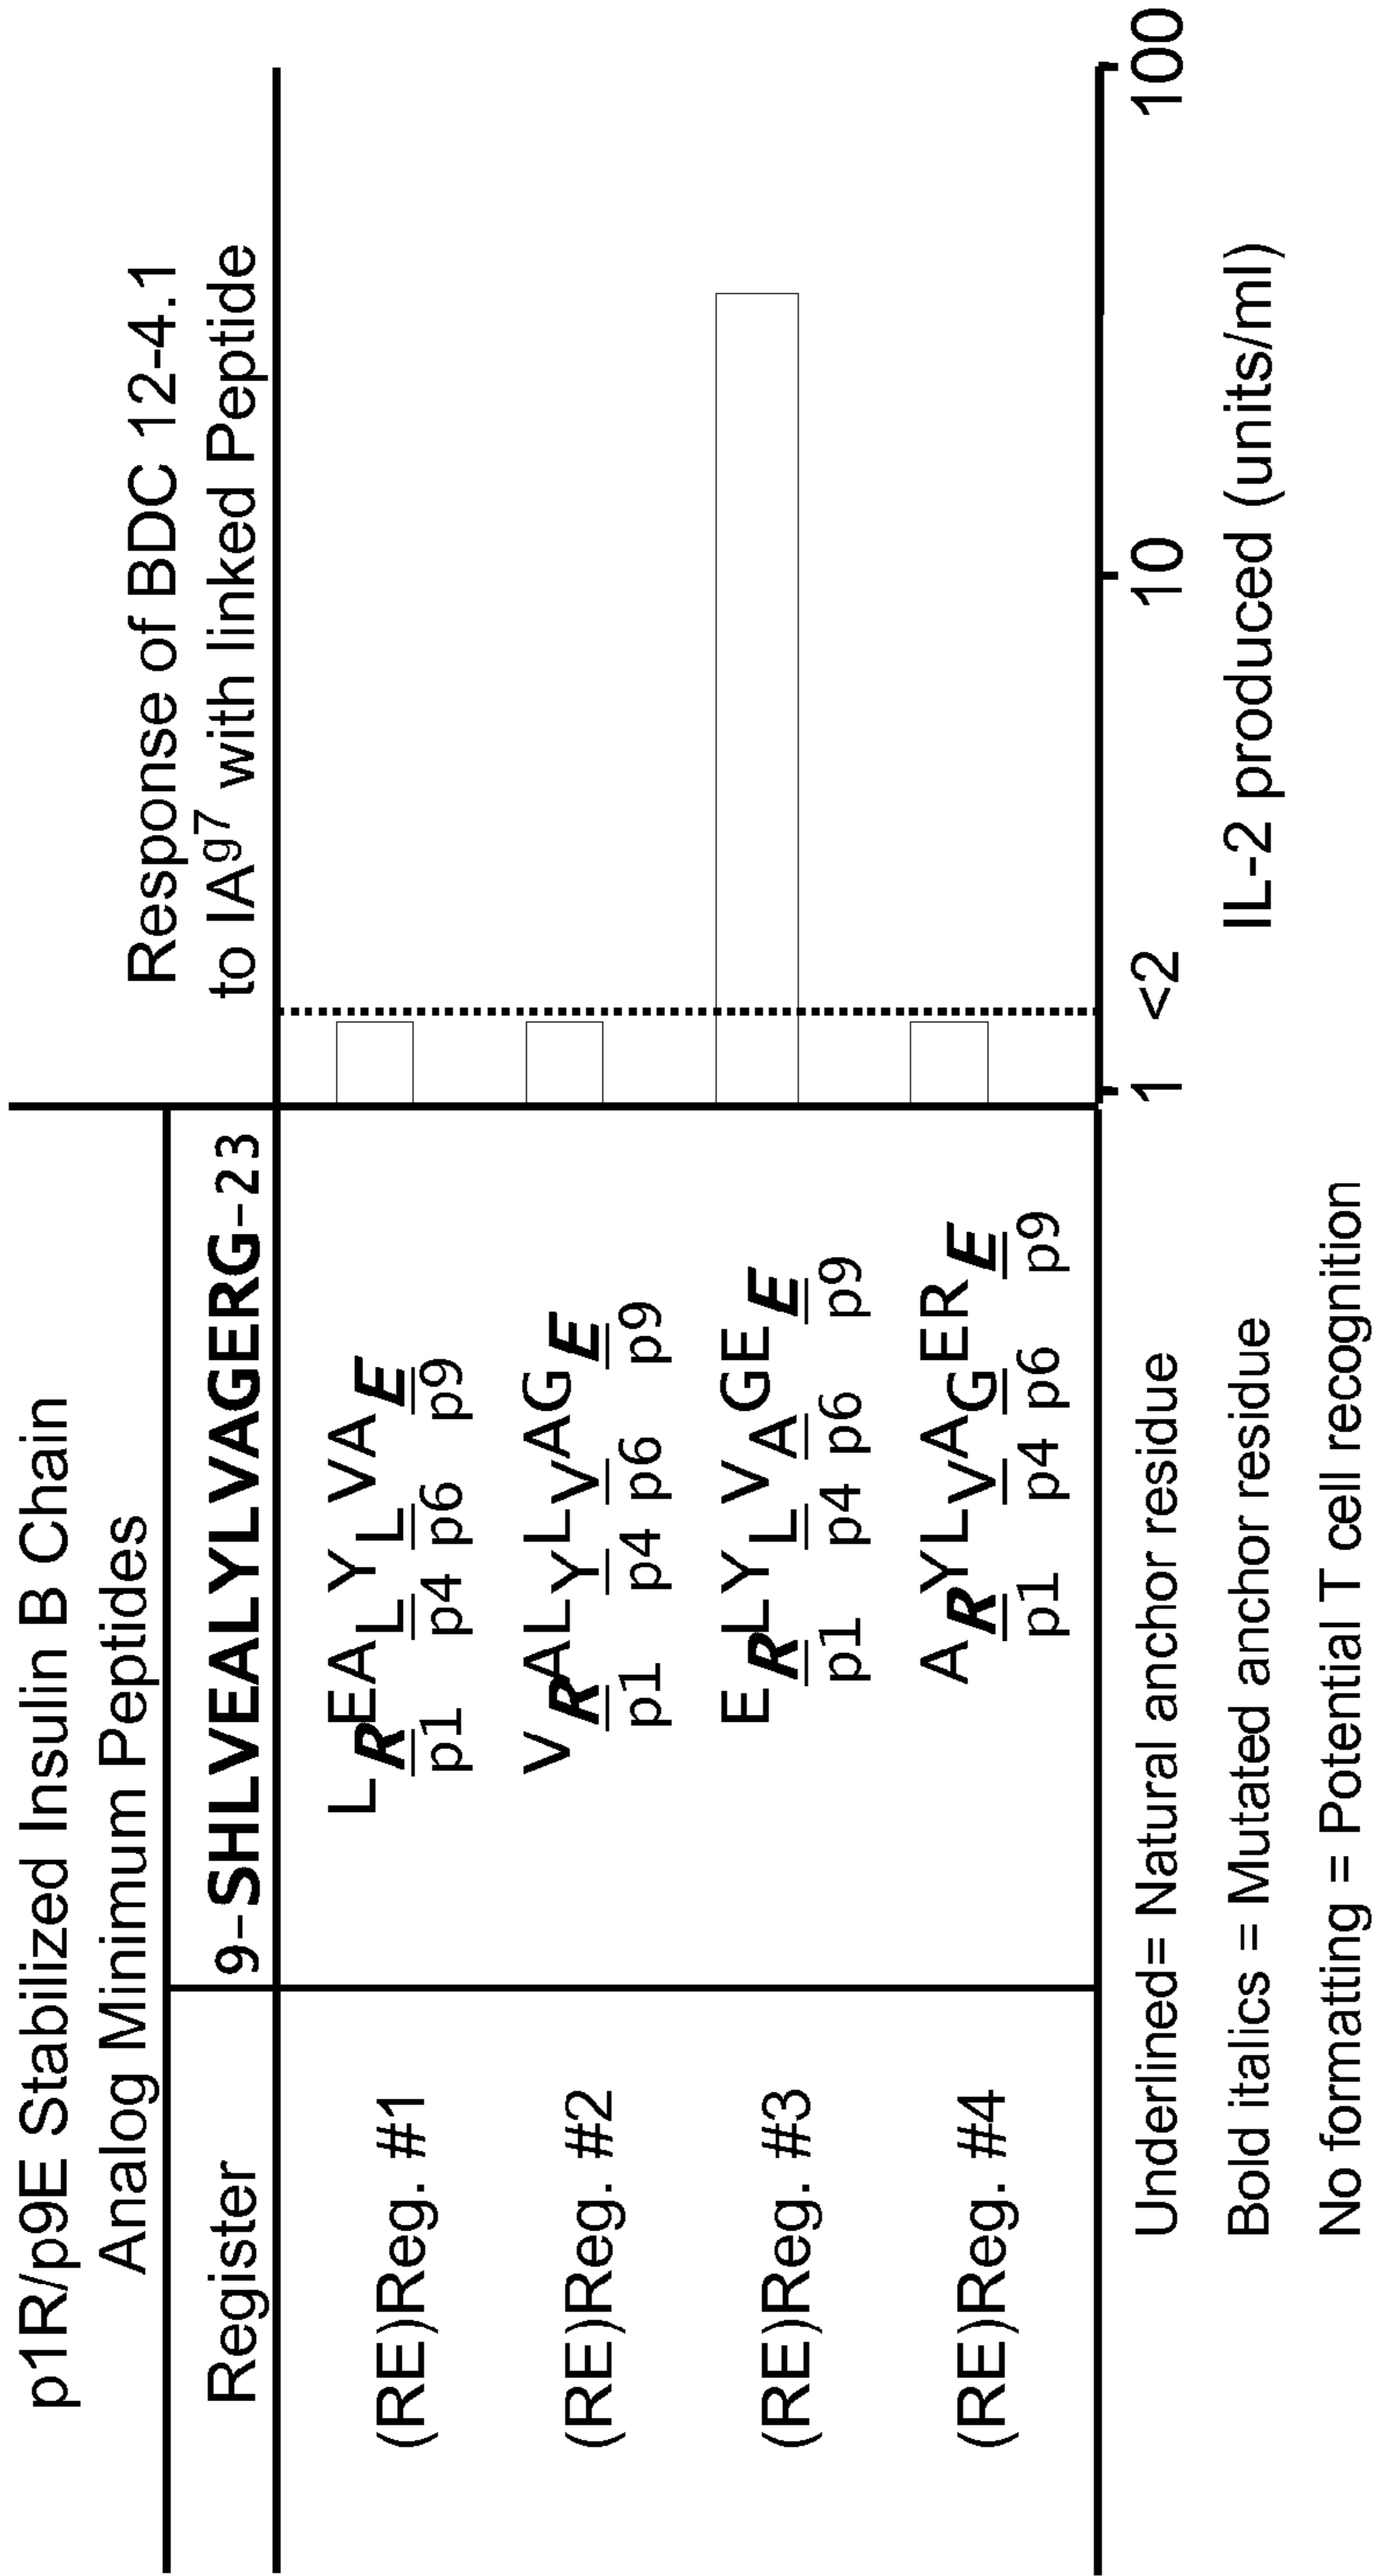 p1R/p9E Stabilized Insulin B Chain
Analog Minimum Peptides
Response of BDC 12-4.1
to IAg7 with linked Peptide
Register
9-SHLVEALYLVAGERG-23
(RE)Reg. #1
LREALYLVAE
p1 p4 p6 p9
(RE)Reg. #2
VRALYLVAGE
p1 p4 p6 p9
(RE)Reg. #3
ERLYLVAGEE
p1 p4 p6 p9
(RE)Reg. #4
ARYLVAGERE
p1 p4 p6 p9
1 <2 10 100
IL-2 produced (units/ml)
Underlined= Natural anchor residue
Bold italics = Mutated anchor residue
No formatting = Potential T cell recognition